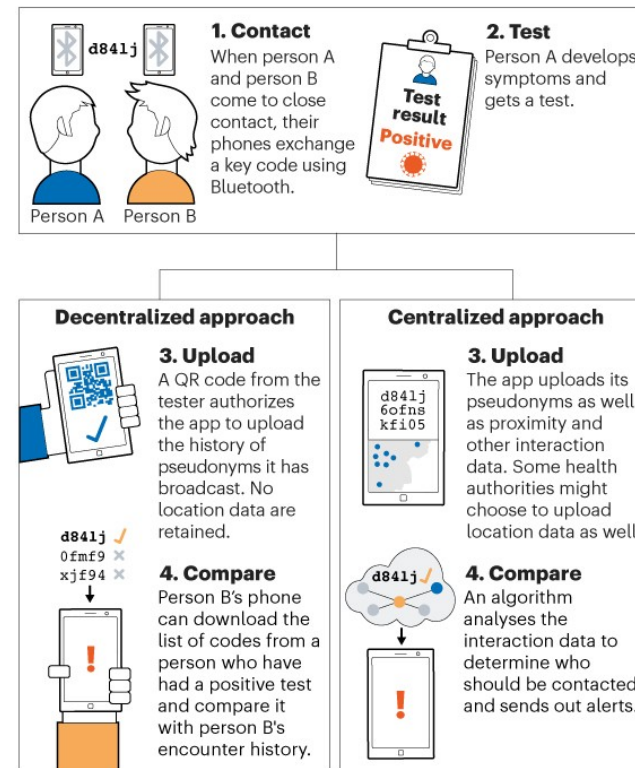 d841j
1. Contact
When person A
and person B
come to close
contact, their
phones exchange
a key code using
Bluetooth.
Person A
Person B
2. Test
Person A develops
symptoms and
gets a test.
Test
result
Positive
Decentralized approach
3. Upload
A QR code from the
tester authorizes
the app to upload
the history of
pseudonyms it has
broadcast. No
location data are
retained.
d841j
0fmf9
xjf94
4. Compare
Person B's phone
can download the
list of codes from a
person who have
had a positive test
and compare it
with person B's
encounter history.
!
Centralized approach
d841j
6ofns
kfi05
3. Upload
The app uploads its
pseudonyms as well
as proximity and
other interaction
data. Some health
authorities might
choose to upload
location data as well
d841j
4. Compare
An algorithm
analyses the
interaction data to
determine who
should be contacted
and sends out alerts.
!